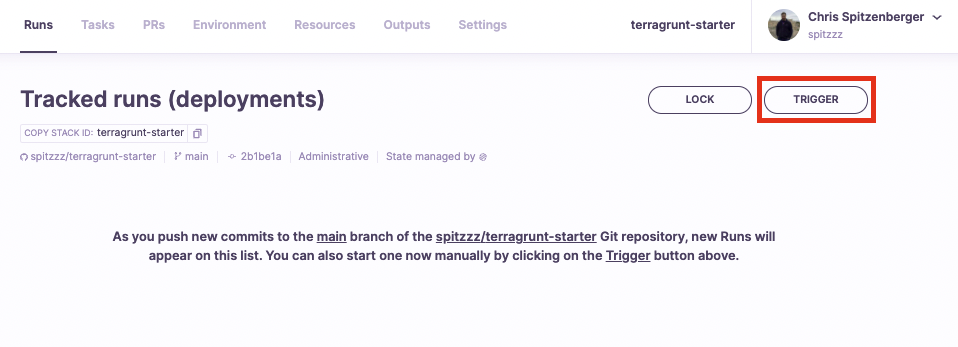 Runs Tasks PRs Environment Resources Outputs Settings terragrunt-starter Chris Spitzenberger
spitzzz
Tracked runs (deployments) LOCK TRIGGER
COPY STACK ID: terragrunt-starter
spitzzz/terragrunt-starter main 2b1be1a Administrative State managed by
As you push new commits to the main branch of the spitzzz/terragrunt-starter Git repository, new Runs will
appear on this list. You can also start one now manually by clicking on the Trigger button above.